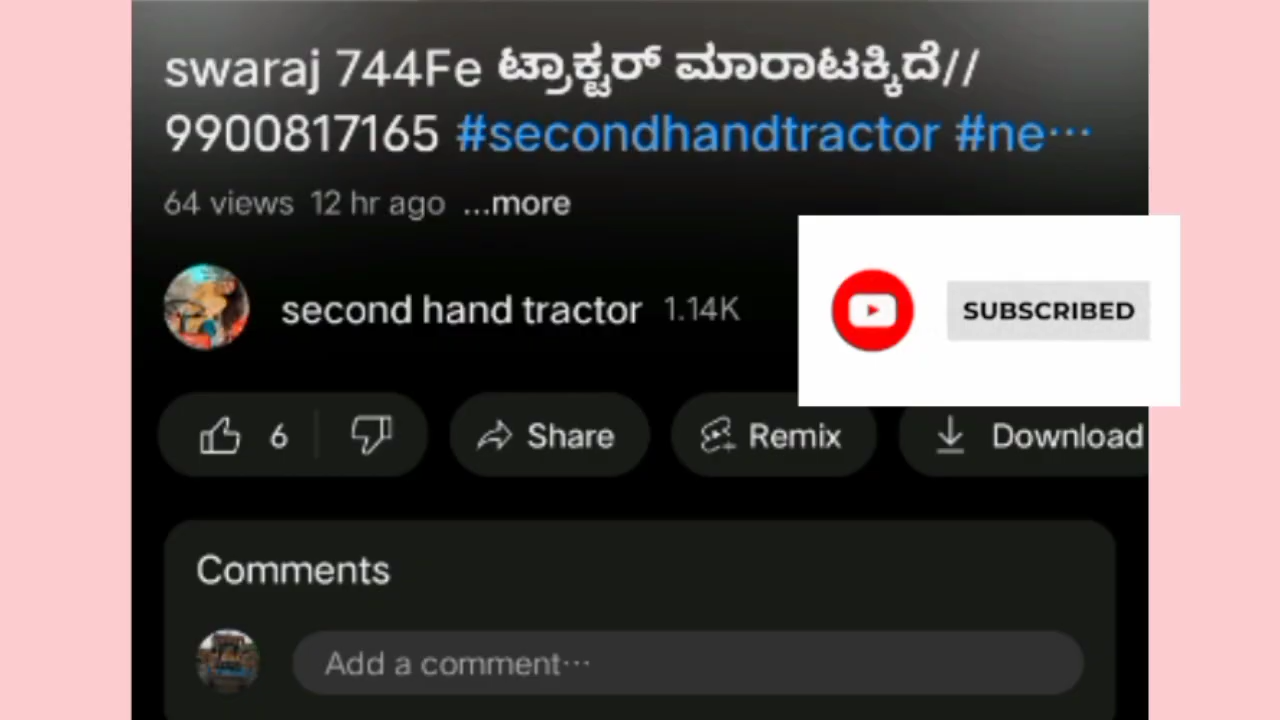 swaraj 744Fe ಟ್ರಾಕ್ಟರ್ ಮಾರಾಟಕ್ಕಿದೆ//
9900817165 #secondhandtractor #ne…
64 views 12 hr ago ...more
second hand tractor 1.14K
SUBSCRIBED
6 Share Remix Download
Comments
Add a comment…